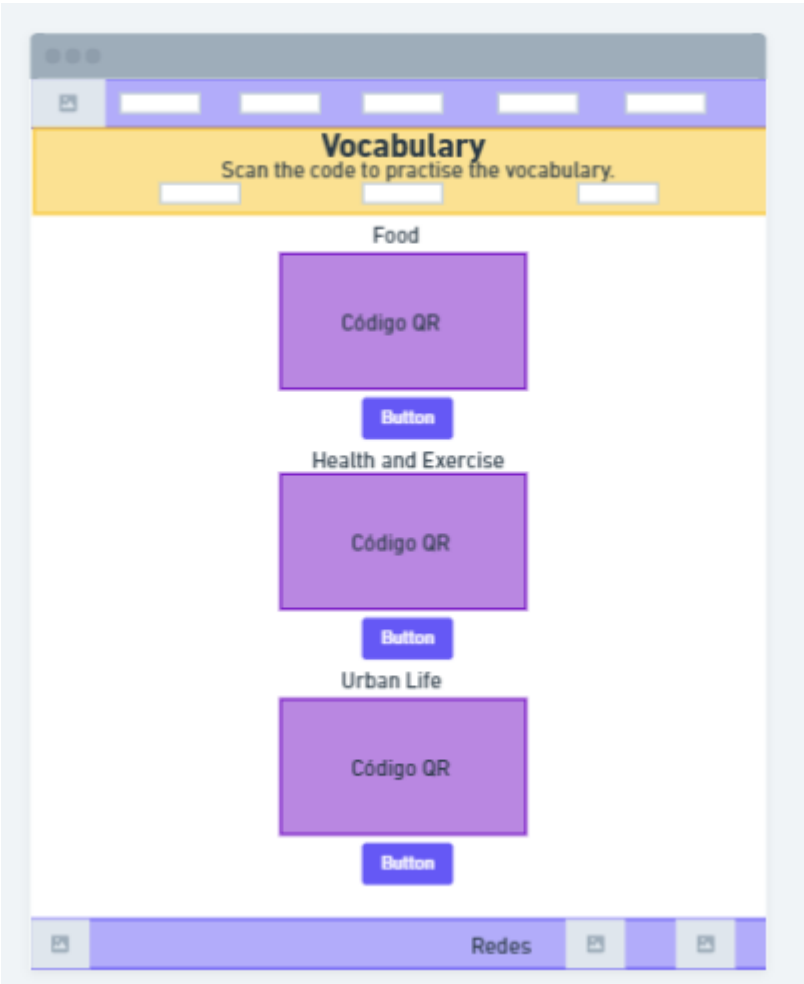 Vocabulary
Scan the code to practise the vocabulary.
Food
Código QR
Button
Health and Exercise
Código QR
Button
Urban Life
Código QR
Button
Redes